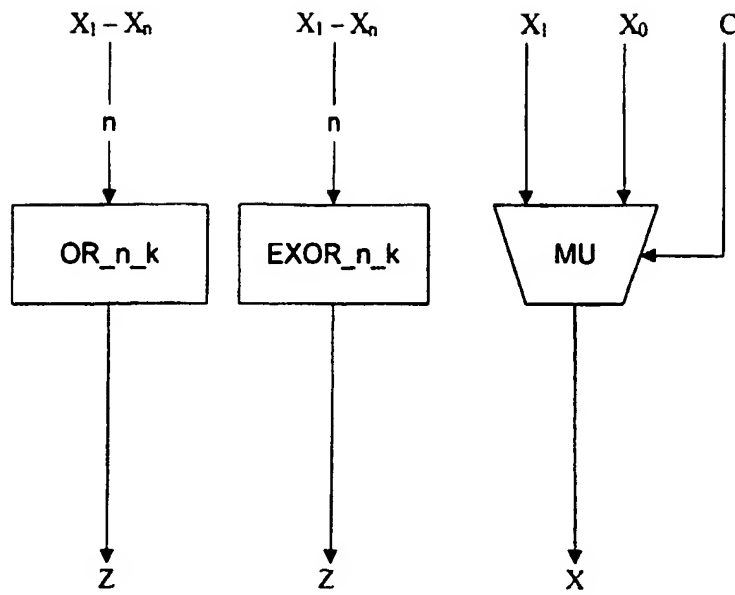 X₁ – Xₙ X₁ – Xₙ X₁ X₀ C
n n
OR_n_k EXOR_n_k MU
Z Z X